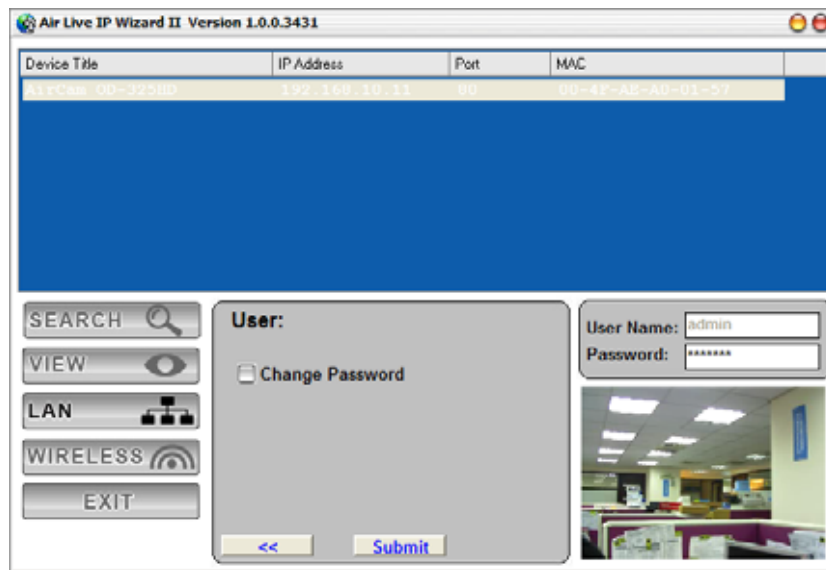 Air Live IP Wizard II Version 1.0.0.3431
Device Title IP Address Port MAC
AirCam OD-325HD 192.168.10.11 80 00-4F-AE-A0-01-57
SEARCH
VIEW
LAN
WIRELESS
EXIT
User:
Change Password
<< Submit
User Name: admin
Password: *******